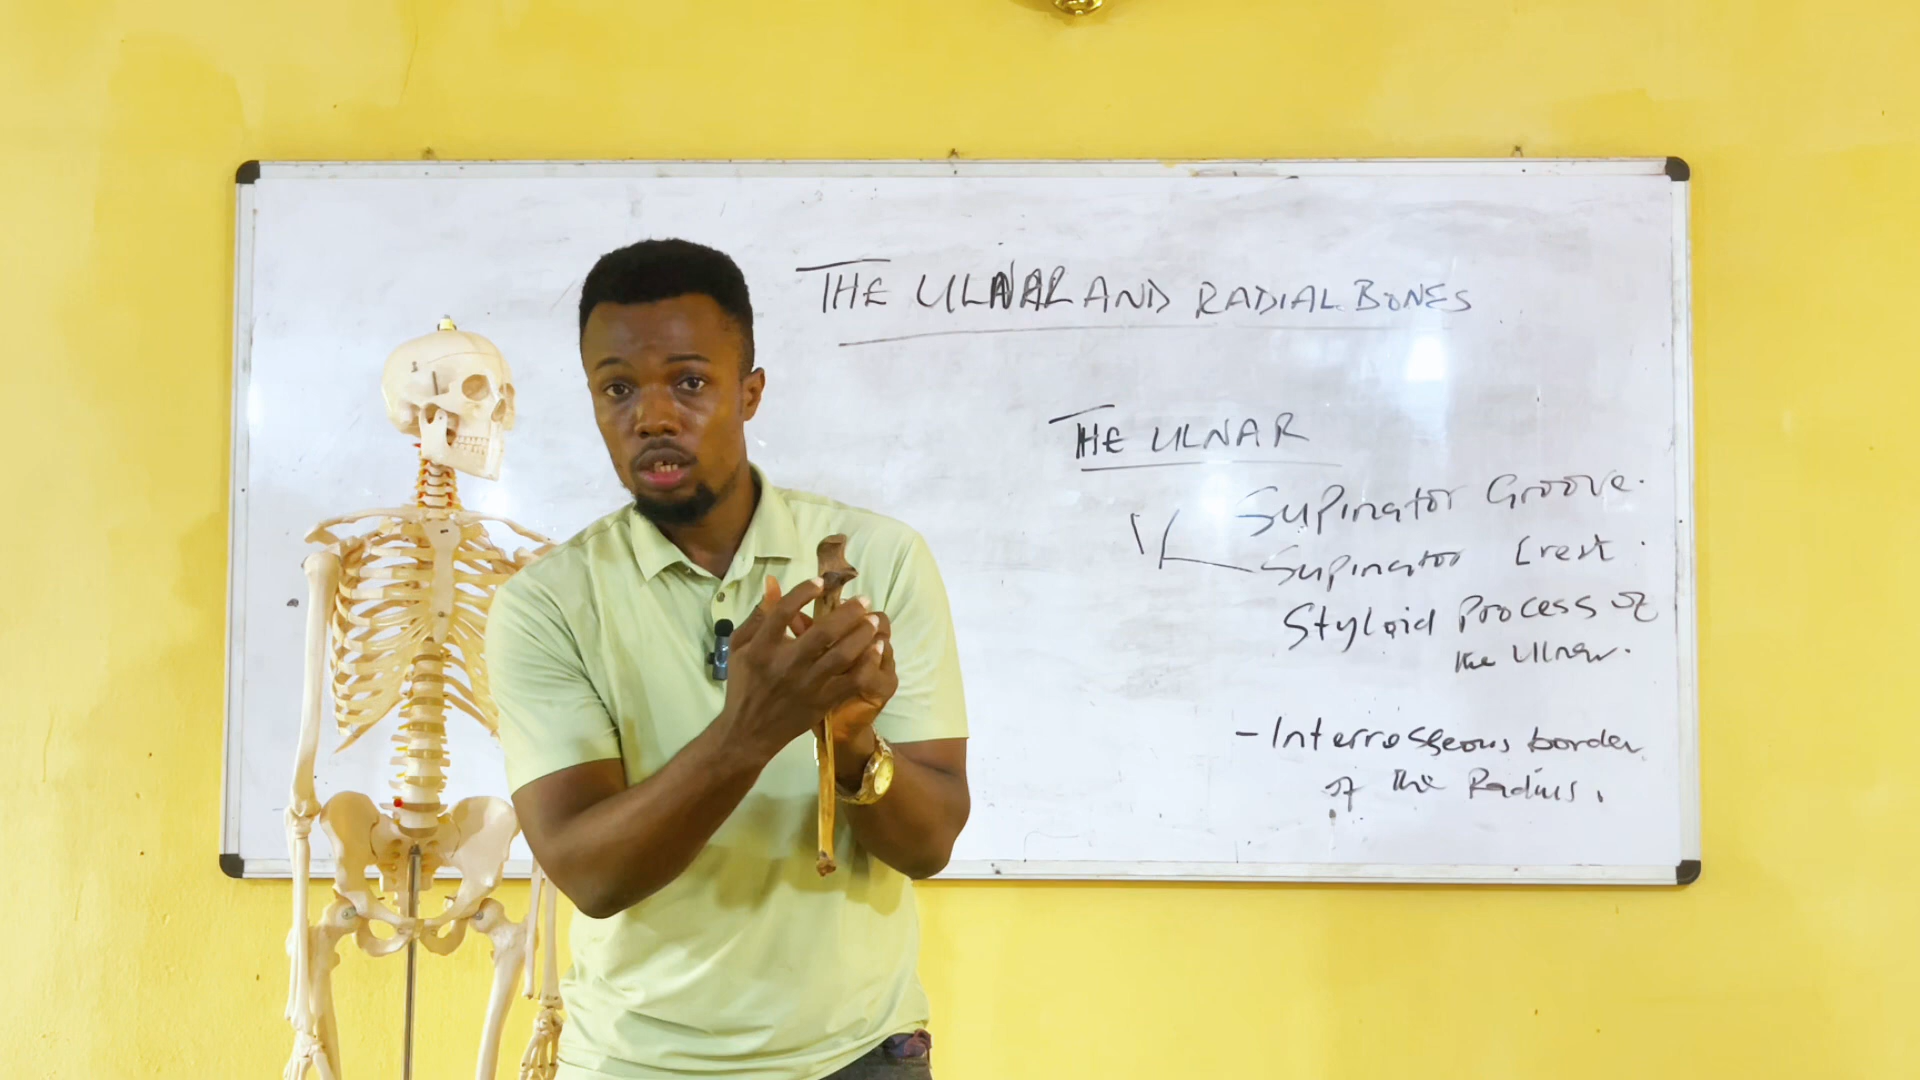 THE ULNAR AND RADIAL BONES
THE ULNAR
Supinator Groove.
Supinator Crest.
Styloid Process of
the Ulnar.
- Interrosseous border
of the Radius.